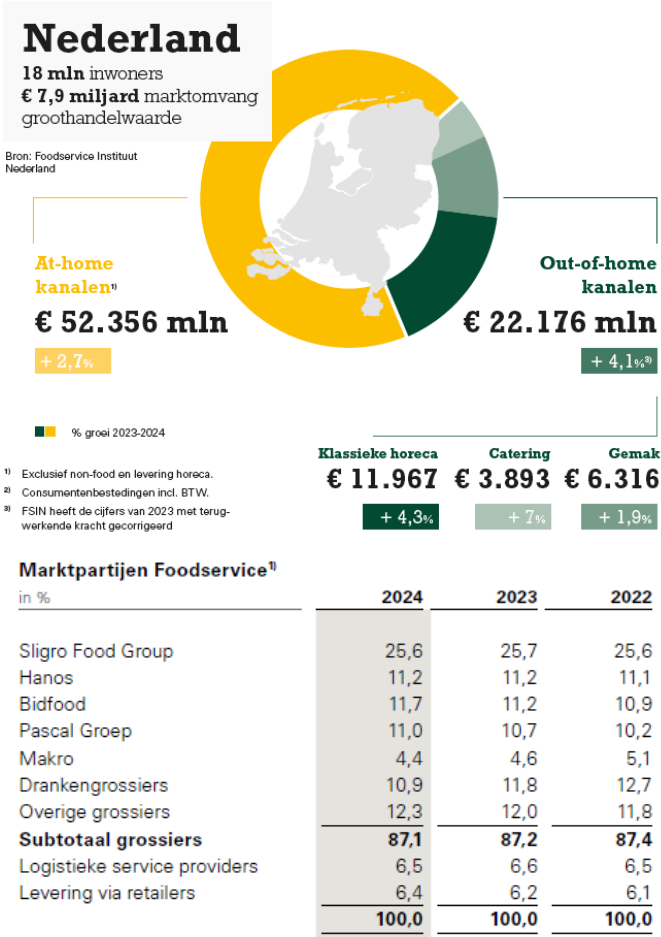 Nederland
18 mln inwoners
€ 7,9 miljard marktomvang
groothandelwaarde
Bron: Foodservice Instituut
Nederland
At-home
kanalen¹⁾
€ 52.356 mln
+ 2,7%
Out-of-home
kanalen
€ 22.176 mln
+ 4,1%³⁾
% groei 2023-2024
1) Exclusief non-food en levering horeca.
2) Consumentenbestedingen incl. BTW.
3) FSIN heeft de cijfers van 2023 met terug-
werkende kracht gecorrigeerd
Klassieke horeca Catering Gemak
€ 11.967 € 3.893 € 6.316
+ 4,3% + 7% + 1,9%
Marktpartijen Foodservice¹⁾
in % 2024 2023 2022
Sligro Food Group 25,6 25,7 25,6
Hanos 11,2 11,2 11,1
Bidfood 11,7 11,2 10,9
Pascal Groep 11,0 10,7 10,2
Makro 4,4 4,6 5,1
Drankengrossiers 10,9 11,8 12,7
Overige grossiers 12,3 12,0 11,8
Subtotaal grossiers 87,1 87,2 87,4
Logistieke service providers 6,5 6,6 6,5
Levering via retailers 6,4 6,2 6,1
100,0 100,0 100,0